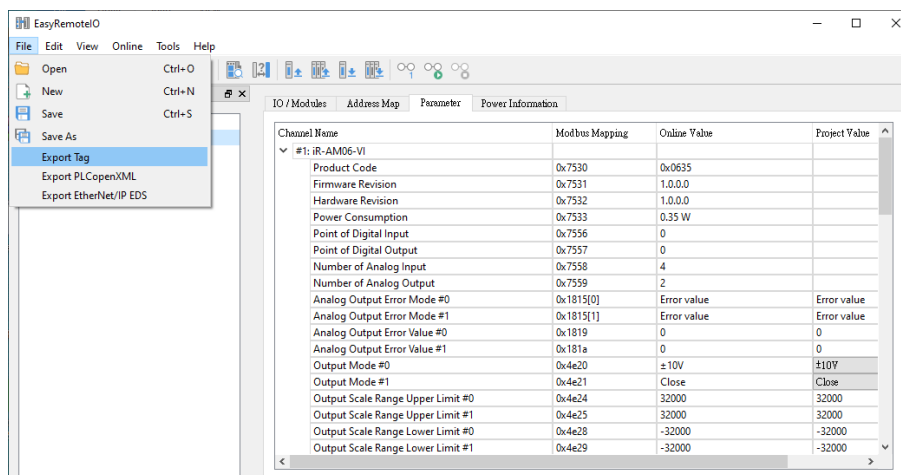 EasyRemoteIO
File Edit View Online Tools Help
Open Ctrl+O
New Ctrl+N
Save Ctrl+S
Save As
Export Tag
Export PLCopenXML
Export EtherNet/IP EDS
IO / Modules Address Map Parameter Power Information
Channel Name Modbus Mapping Online Value Project Value
#1: iR-AM06-VI
Product Code 0x7530 0x0635
Firmware Revision 0x7531 1.0.0.0
Hardware Revision 0x7532 1.0.0.0
Power Consumption 0x7533 0.35 W
Point of Digital Input 0x7556 0
Point of Digital Output 0x7557 0
Number of Analog Input 0x7558 4
Number of Analog Output 0x7559 2
Analog Output Error Mode #0 0x1815[0] Error value Error value
Analog Output Error Mode #1 0x1815[1] Error value Error value
Analog Output Error Value #0 0x1819 0 0
Analog Output Error Value #1 0x181a 0 0
Output Mode #0 0x4e20 ±10V ±10V
Output Mode #1 0x4e21 Close Close
Output Scale Range Upper Limit #0 0x4e24 32000 32000
Output Scale Range Upper Limit #1 0x4e25 32000 32000
Output Scale Range Lower Limit #0 0x4e28 -32000 -32000
Output Scale Range Lower Limit #1 0x4e29 -32000 -32000